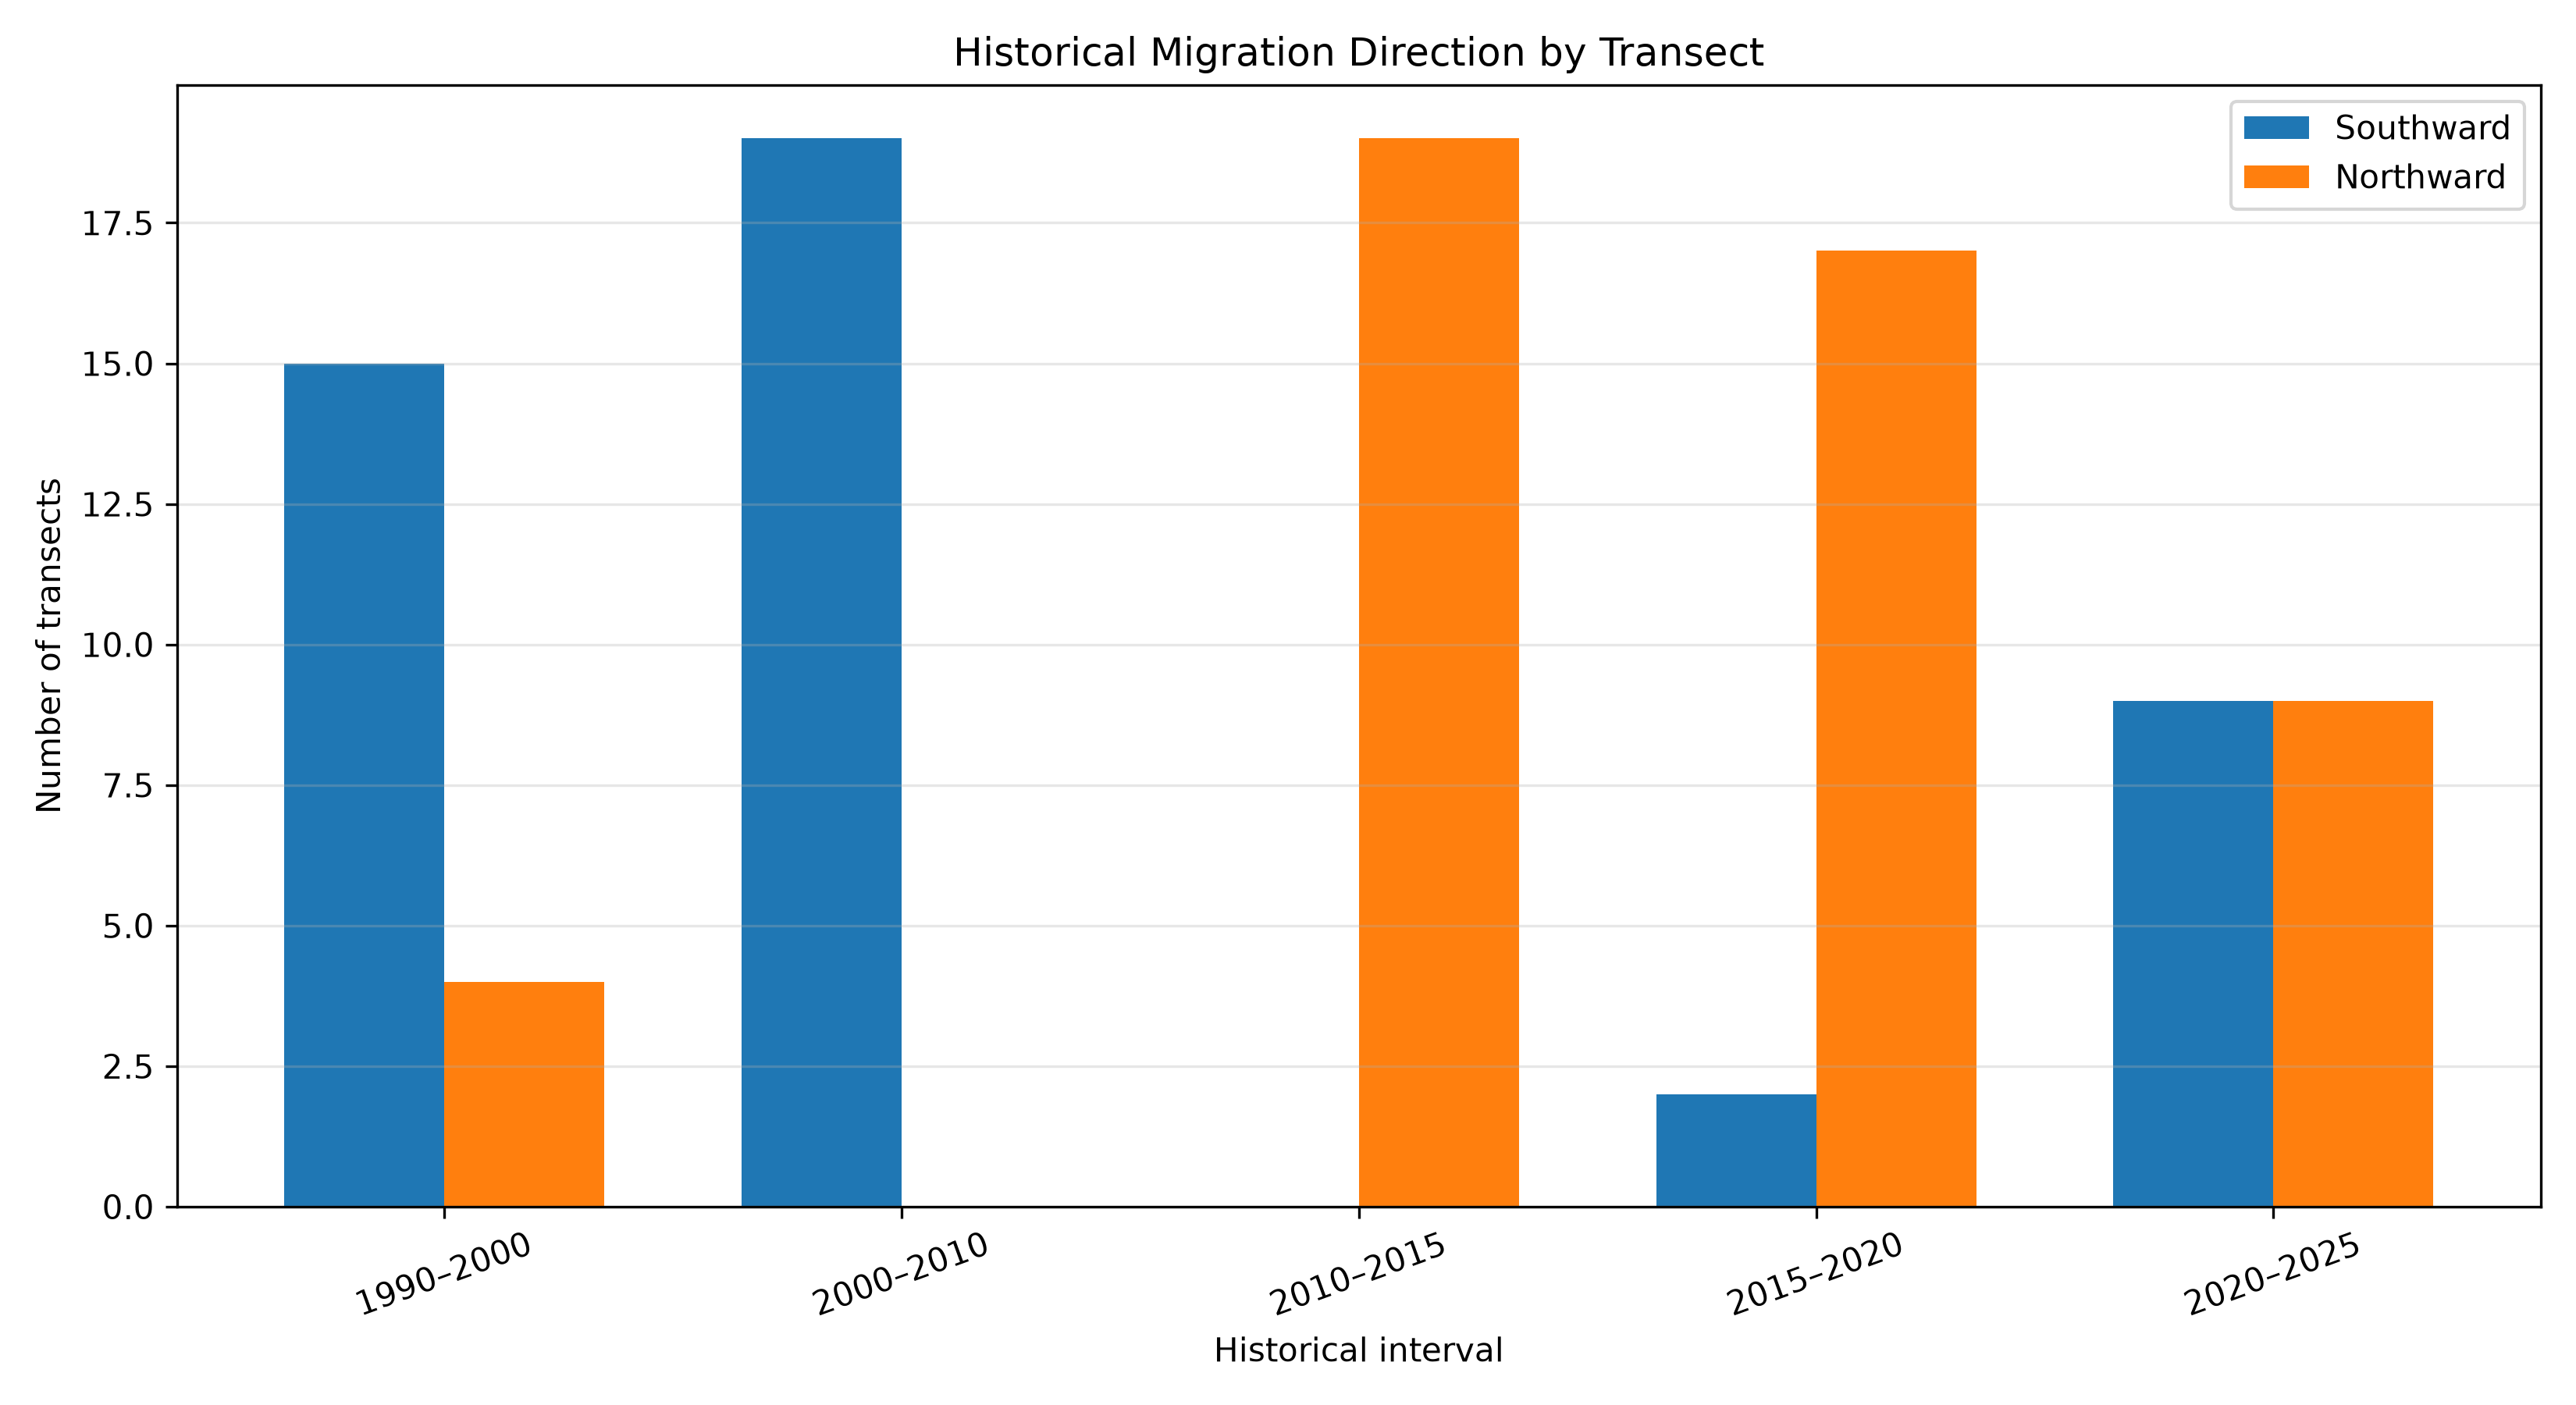 Historical Migration Direction by Transect
Southward
Northward
Number of transects
17.5
15.0
12.5
10.0
7.5
5.0
2.5
0.0
1990–2000
2000–2010
2010–2015
2015–2020
2020–2025
Historical interval